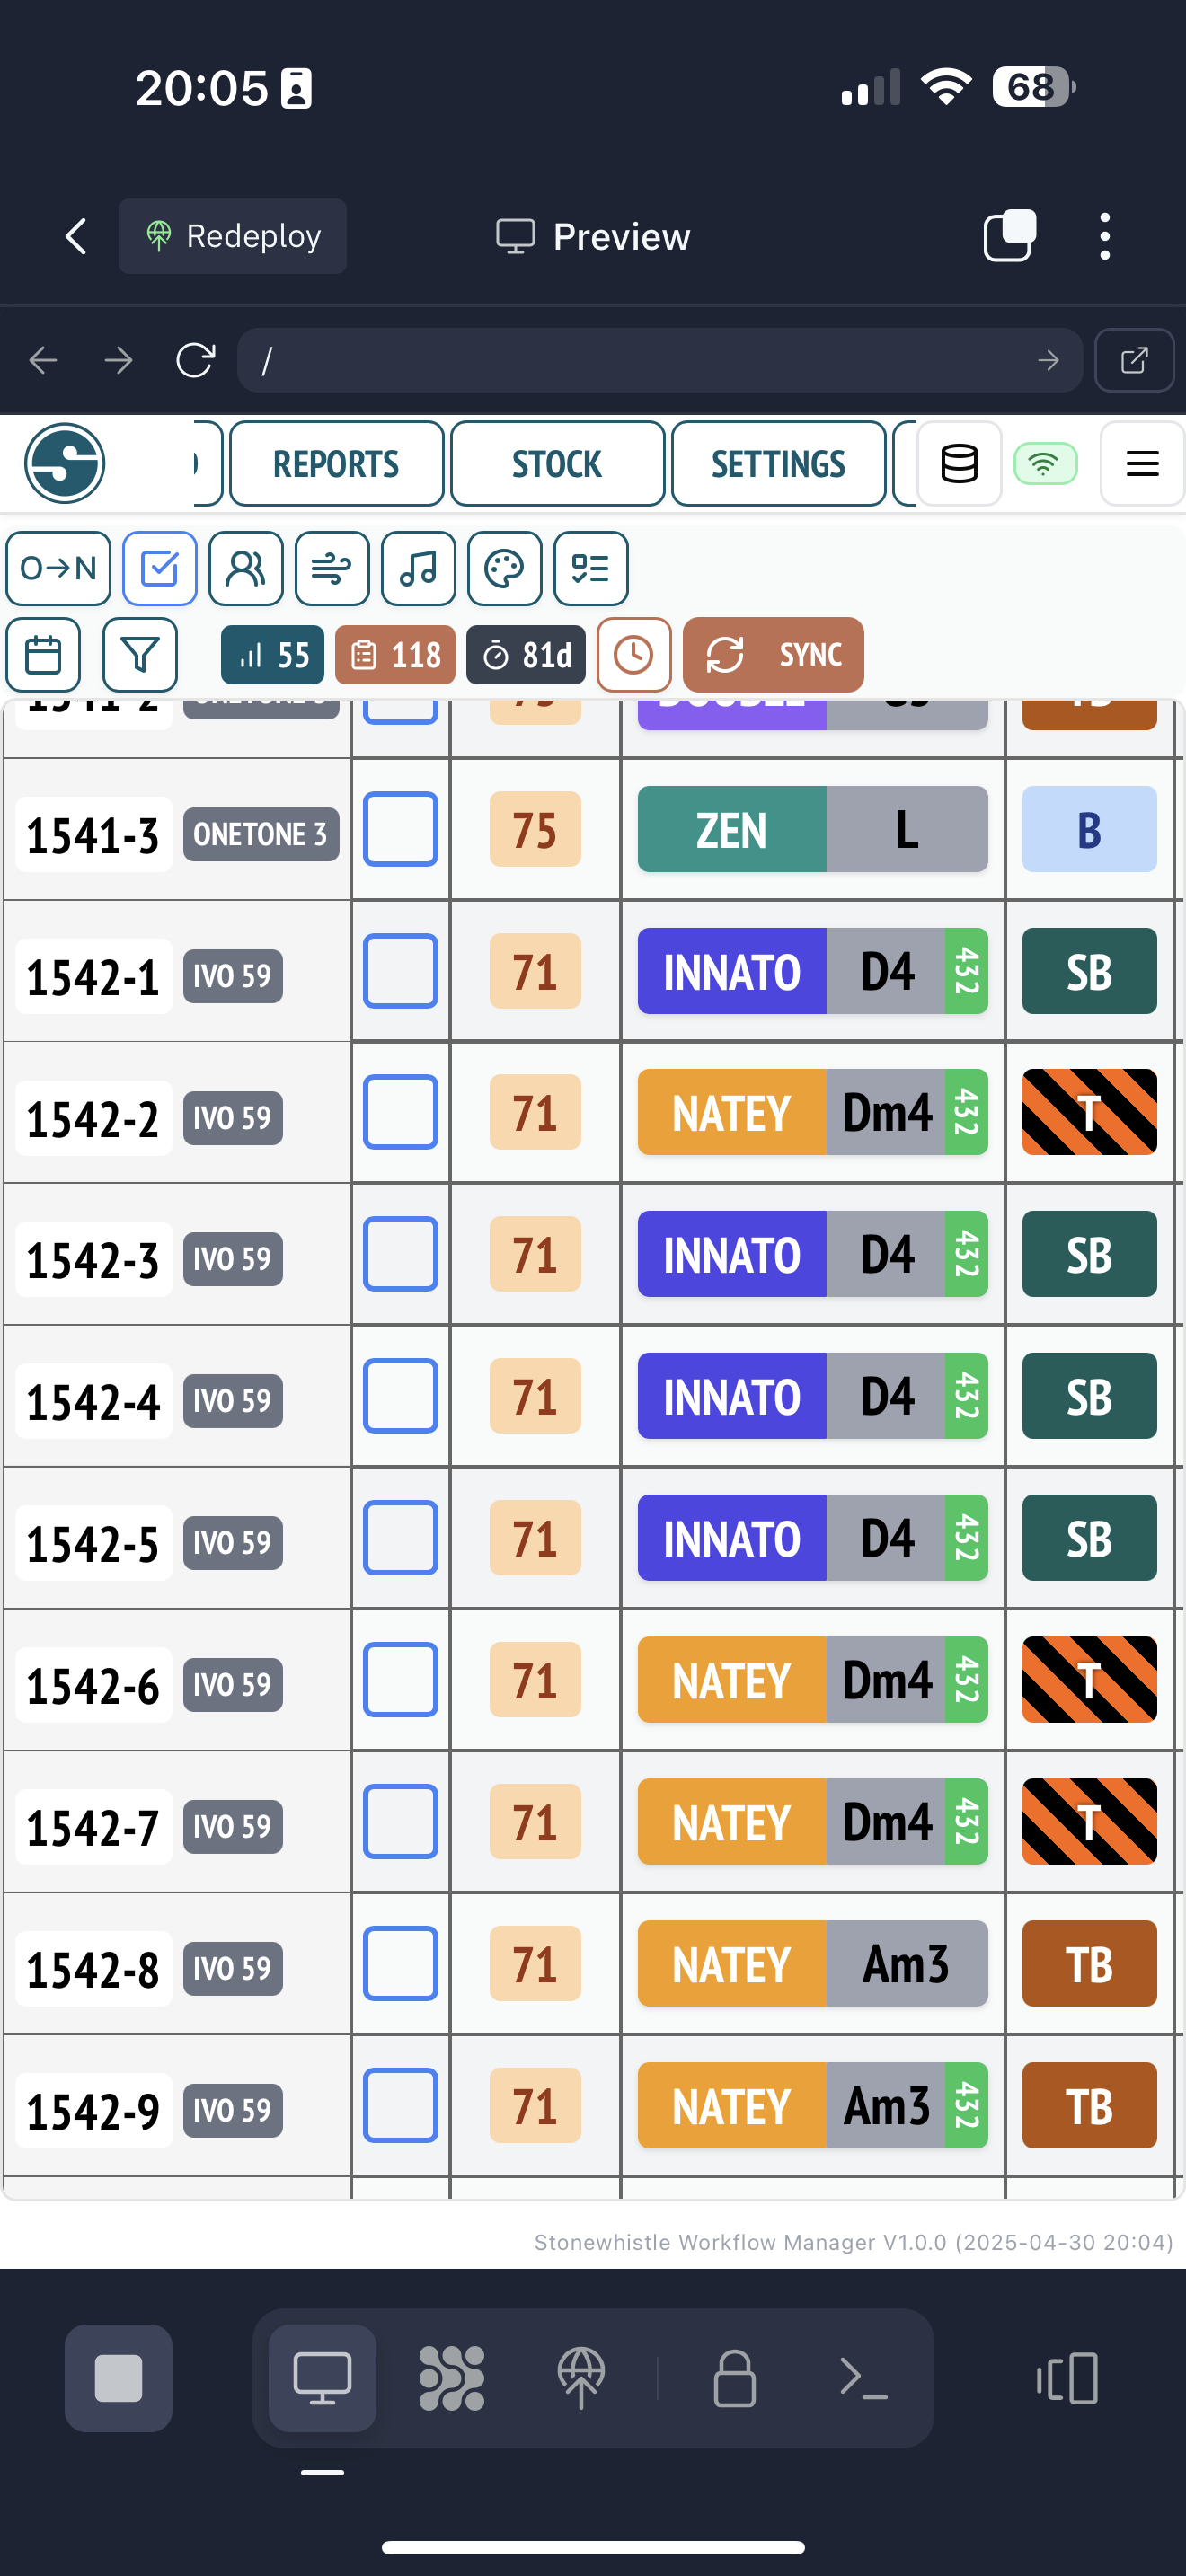 20:05 68
Redeploy Preview
/
REPORTS STOCK SETTINGS
O→N
55 118 81d SYNC
1541-3 ONETONE 3 75 ZEN L B
1542-1 IVO 59 71 INNATO D4 432 SB
1542-2 IVO 59 71 NATEY Dm4 432 T
1542-3 IVO 59 71 INNATO D4 432 SB
1542-4 IVO 59 71 INNATO D4 432 SB
1542-5 IVO 59 71 INNATO D4 432 SB
1542-6 IVO 59 71 NATEY Dm4 432 T
1542-7 IVO 59 71 NATEY Dm4 432 T
1542-8 IVO 59 71 NATEY Am3 TB
1542-9 IVO 59 71 NATEY Am3 432 TB
Stonewhistle Workflow Manager V1.0.0 (2025-04-30 20:04)